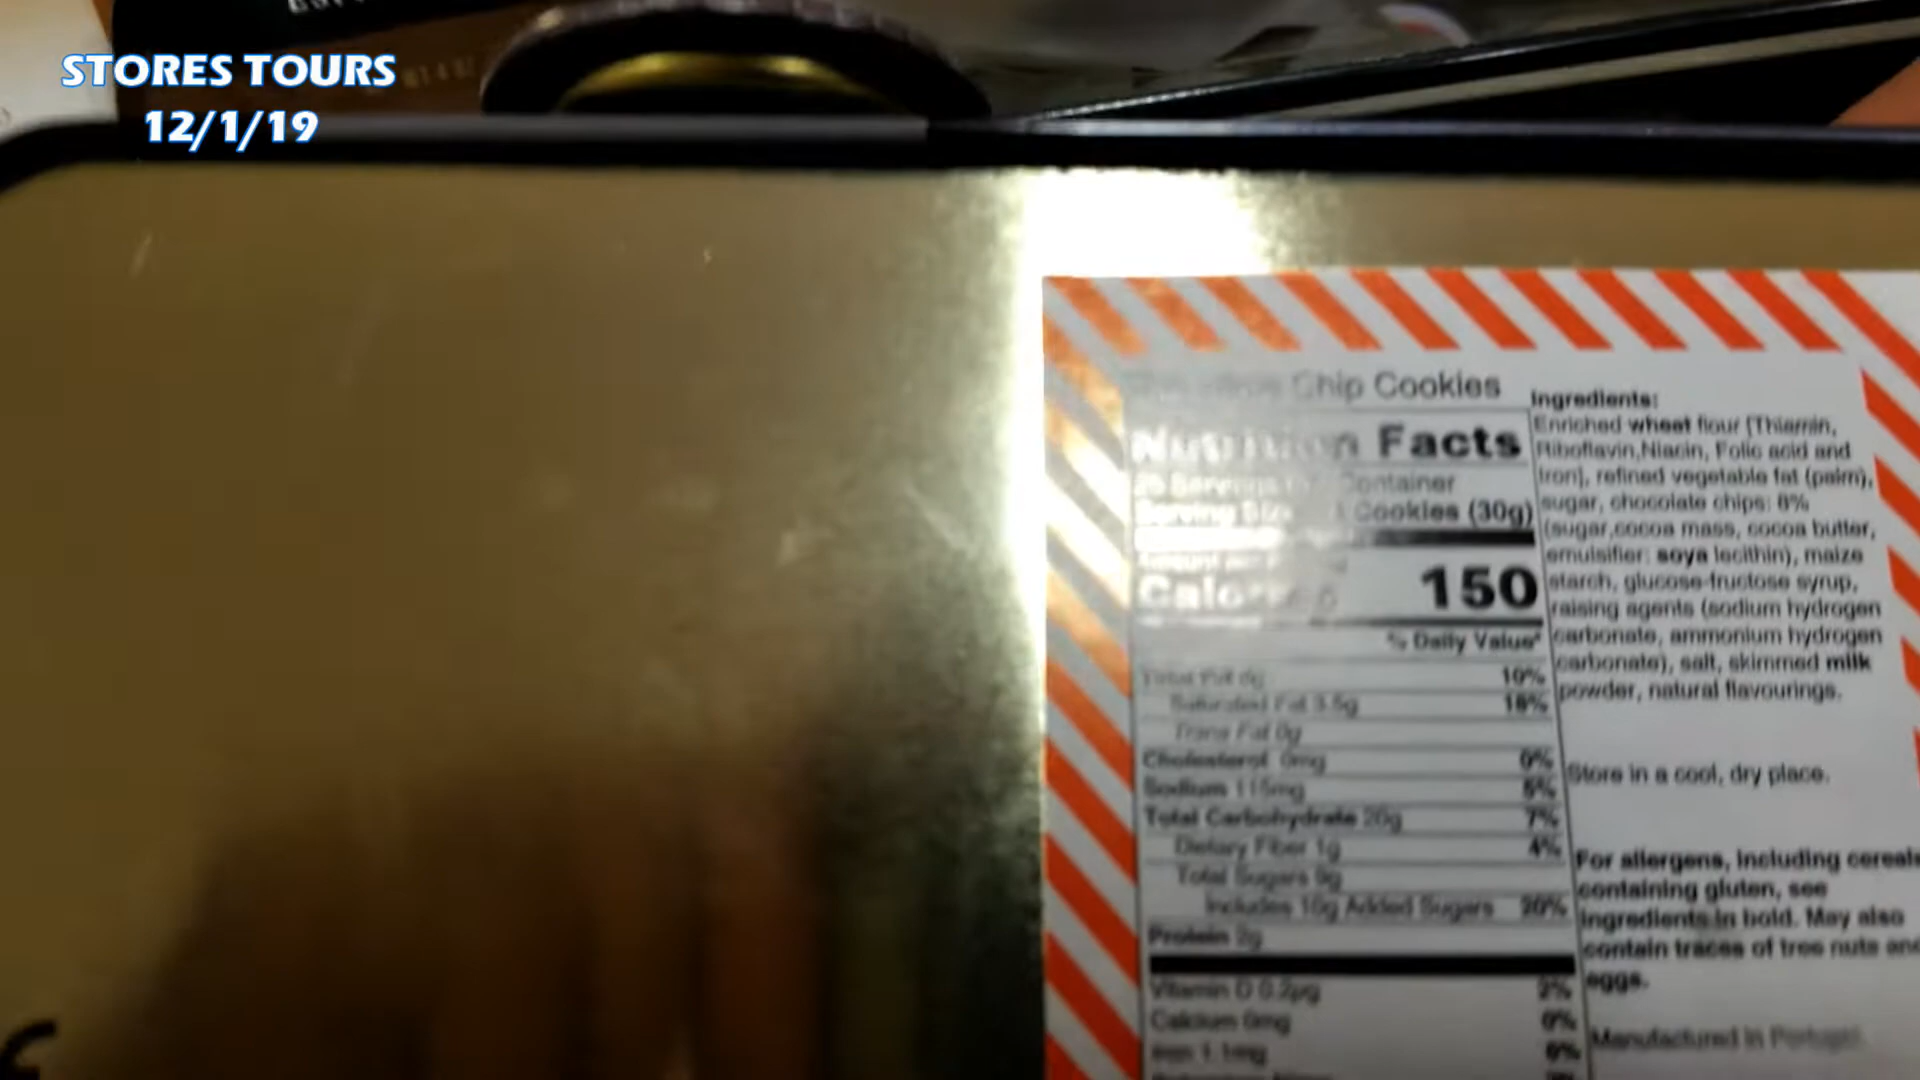 STORES TOURS
12/1/19
Chip Cookies
Nutrition Facts
25 Servings Per Container
Serving Size Cookies (30g)
Calories 150
% Daily Value*
Total Fat 8g 10%
Saturated Fat 3.5g 18%
Trans Fat 0g
Cholesterol 0mg 0%
Sodium 115mg 5%
Total Carbohydrate 20g 7%
Dietary Fiber 1g 4%
Total Sugars 9g
Includes 10g Added Sugars 20%
Protein 2g
Vitamin D 0.2µg 2%
Calcium 0mg 0%
Iron 1.1mg 6%
Ingredients:
Enriched wheat flour [Thiamin,
Riboflavin,Niacin, Folic acid and
Iron], refined vegetable fat (palm),
sugar, chocolate chips: 8%
(sugar,cocoa mass, cocoa butter,
emulsifier: soya lecithin), maize
starch, glucose-fructose syrup,
raising agents (sodium hydrogen
carbonate, ammonium hydrogen
carbonate), salt, skimmed milk
powder, natural flavourings.
Store in a cool, dry place.
For allergens, including cereals
containing gluten, see
ingredients in bold. May also
contain traces of tree nuts and
eggs.
Manufactured in Portugal.